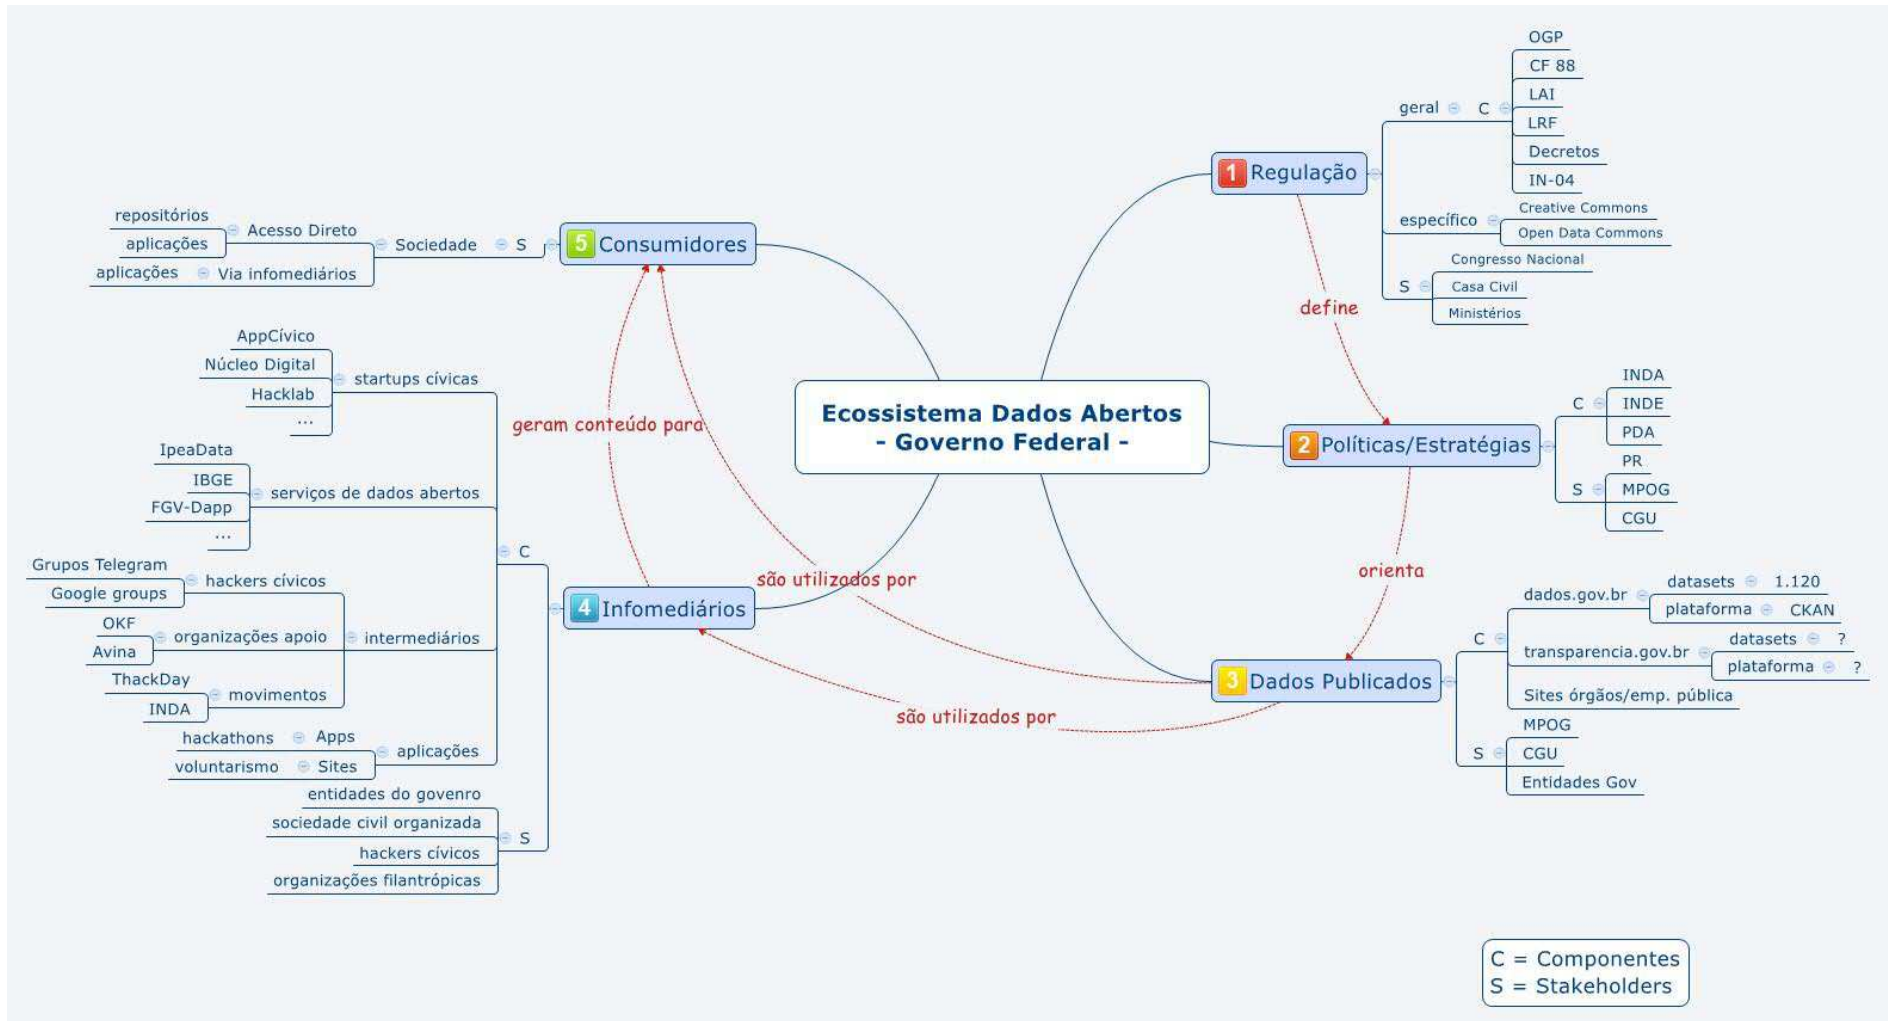 Ecossistema Dados Abertos
- Governo Federal -
1 Regulação
geral
C
OGP
CF 88
LAI
LRF
Decretos
IN-04
específico
Creative Commons
Open Data Commons
S
Congresso Nacional
Casa Civil
Ministérios
define
2 Políticas/Estratégias
C
INDA
INDE
PDA
S
PR
MPOG
CGU
orienta
3 Dados Publicados
C
dados.gov.br
datasets
1.120
plataforma
CKAN
transparencia.gov.br
datasets
?
plataforma
?
Sites órgãos/emp. pública
S
MPOG
CGU
Entidades Gov
são utilizados por
são utilizados por
4 Infomediários
C
startups cívicas
AppCívico
Núcleo Digital
Hacklab
...
serviços de dados abertos
IpeaData
IBGE
FGV-Dapp
...
intermediários
hackers cívicos
Grupos Telegram
Google groups
organizações apoio
OKF
Avina
movimentos
ThackDay
INDA
aplicações
Apps
hackathons
Sites
voluntarismo
S
entidades do govenro
sociedade civil organizada
hackers cívicos
organizações filantrópicas
geram conteúdo para
5 Consumidores
S
Sociedade
Acesso Direto
repositórios
aplicações
Via infomediários
aplicações
C = Componentes
S = Stakeholders